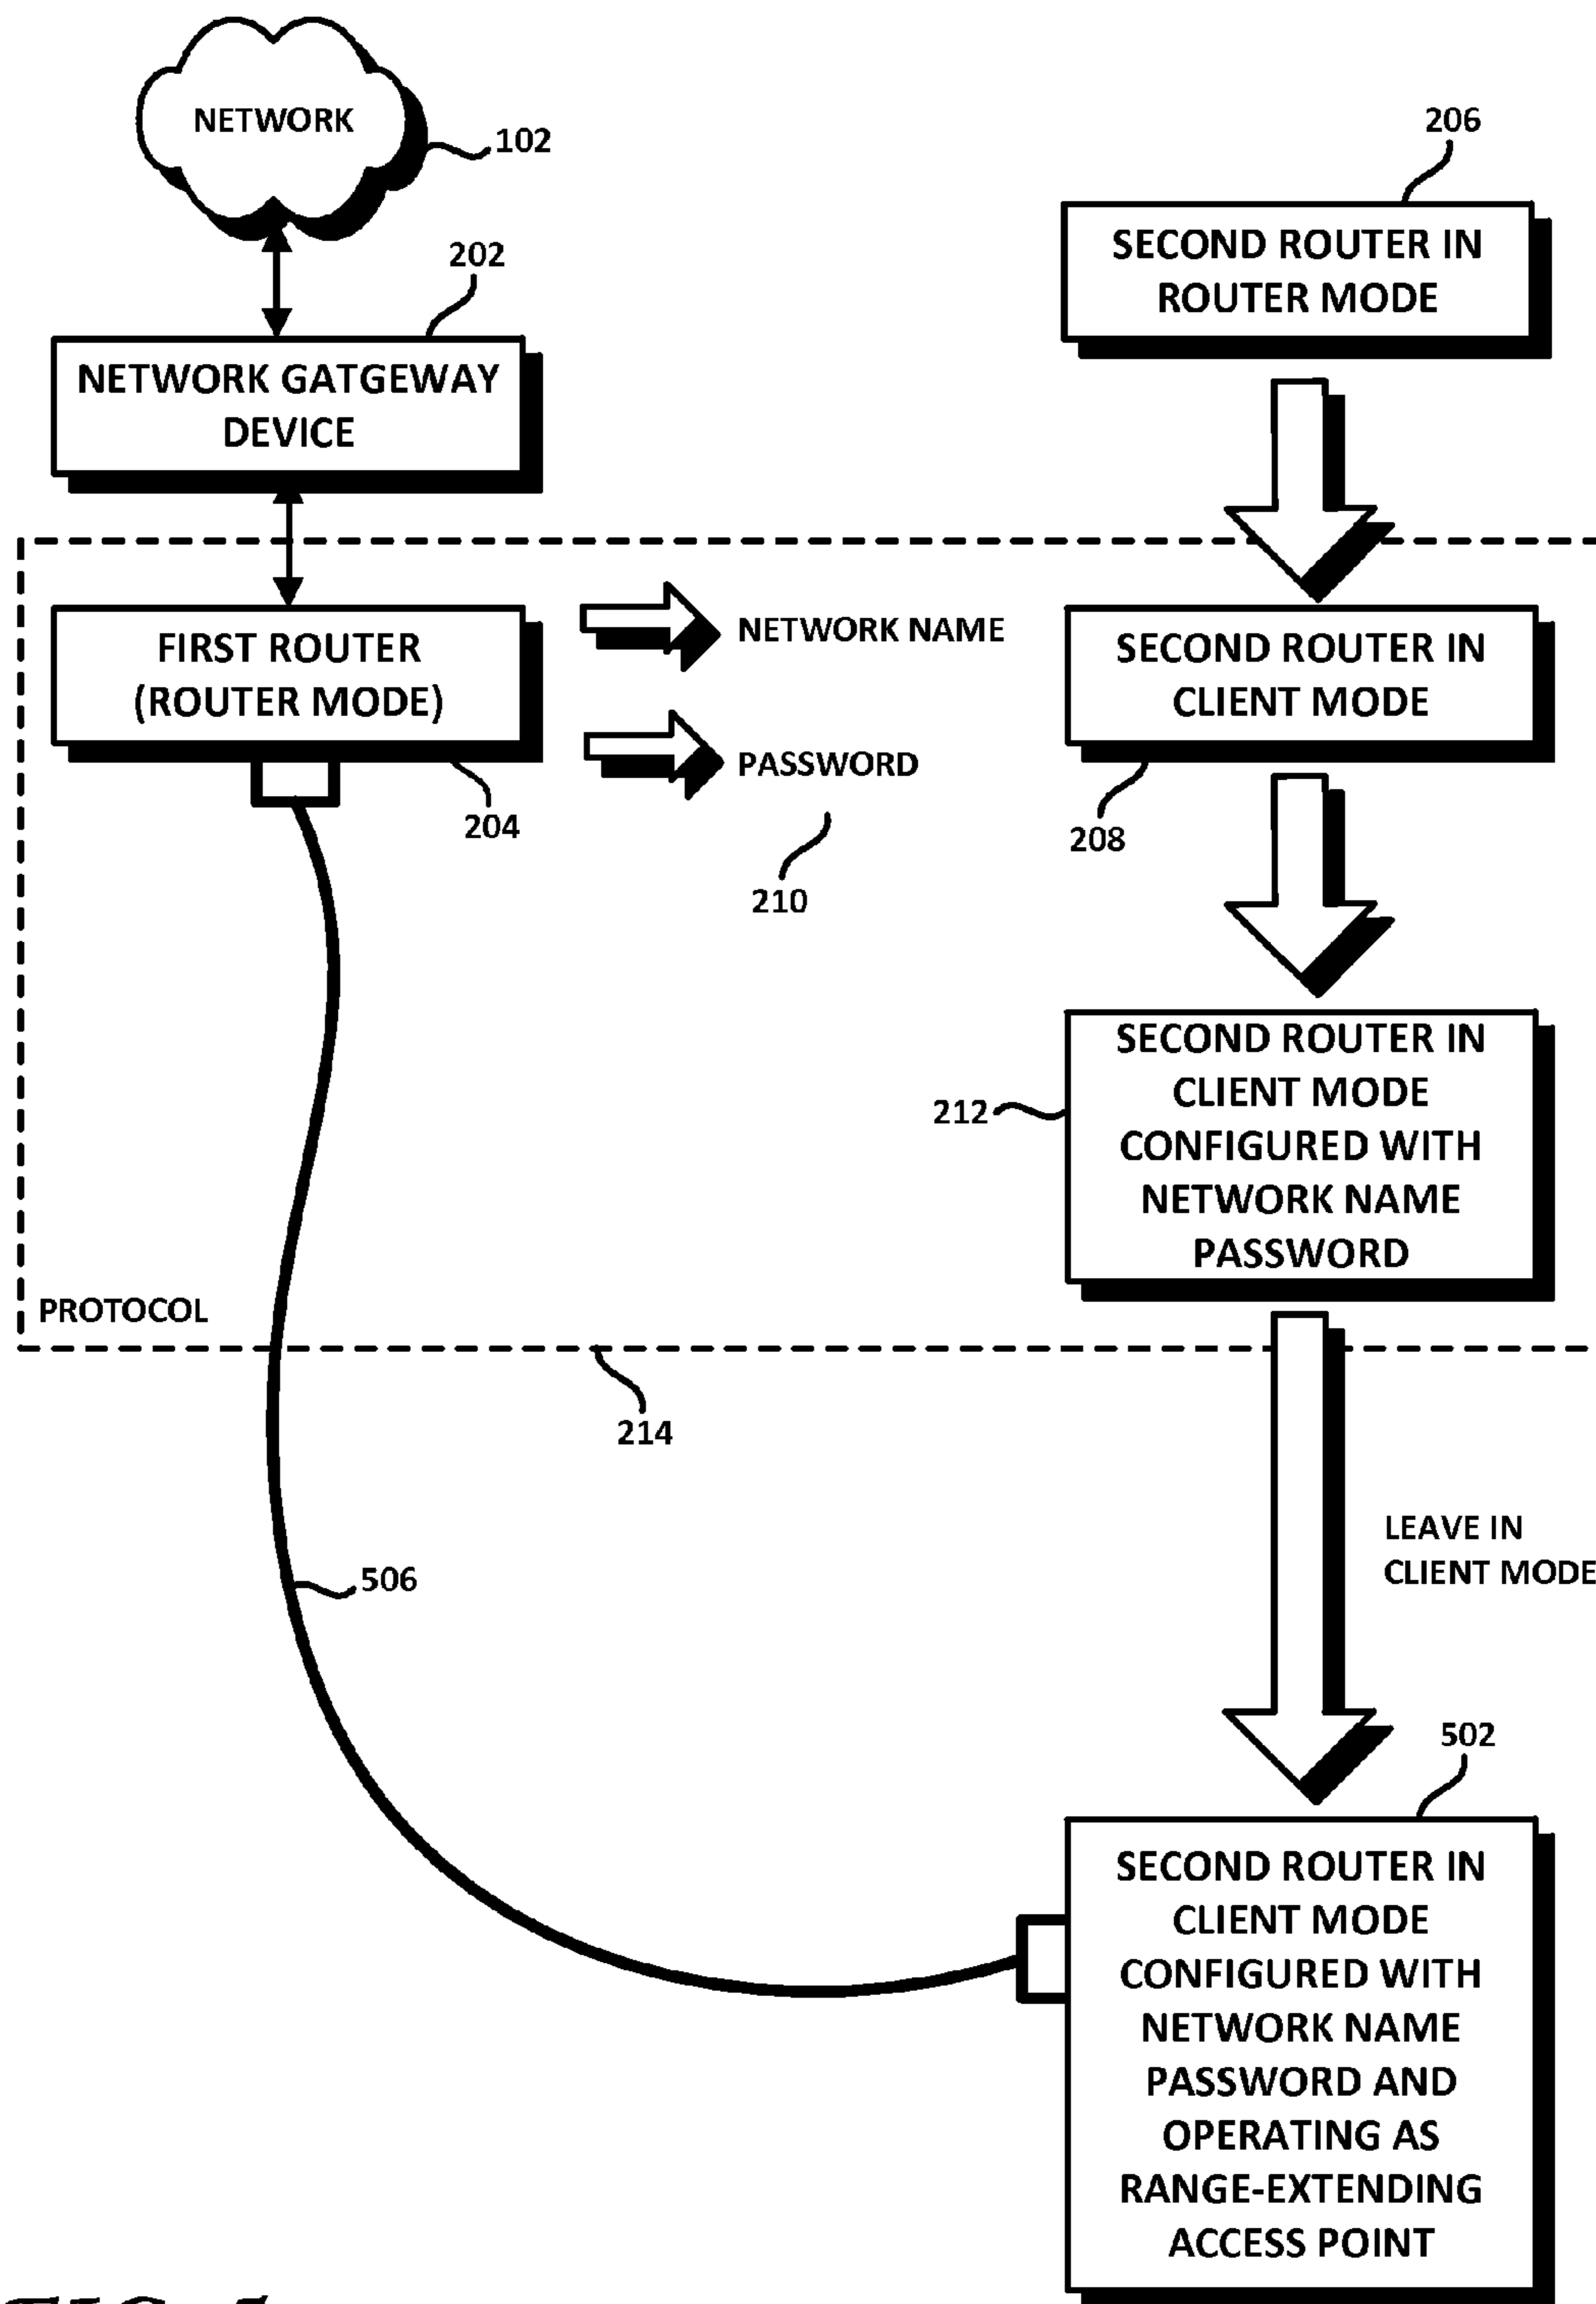 NETWORK
102
206
SECOND ROUTER IN
ROUTER MODE
202
NETWORK GATGEWAY
DEVICE
FIRST ROUTER
(ROUTER MODE)
204
NETWORK NAME
PASSWORD
210
SECOND ROUTER IN
CLIENT MODE
208
212
SECOND ROUTER IN
CLIENT MODE
CONFIGURED WITH
NETWORK NAME
PASSWORD
PROTOCOL
214
506
LEAVE IN
CLIENT MODE
502
SECOND ROUTER IN
CLIENT MODE
CONFIGURED WITH
NETWORK NAME
PASSWORD AND
OPERATING AS
RANGE-EXTENDING
ACCESS POINT